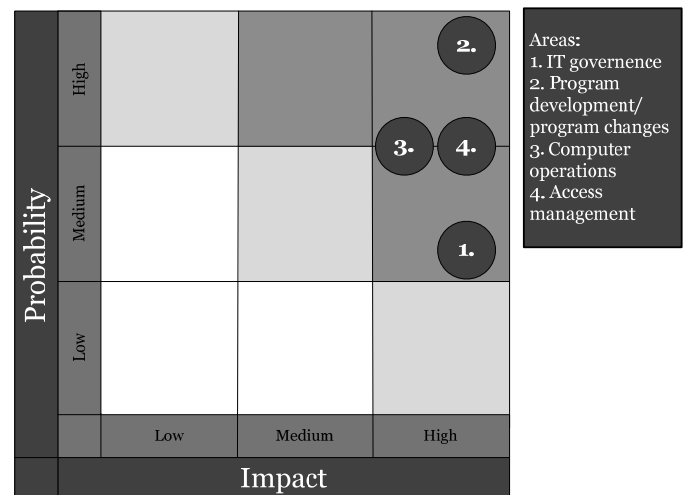 Probability
High
Medium
Low
2.
3.
4.
1.
Low
Medium
High
Impact
Areas:
1. IT governence
2. Program
development/
program changes
3. Computer
operations
4. Access
management